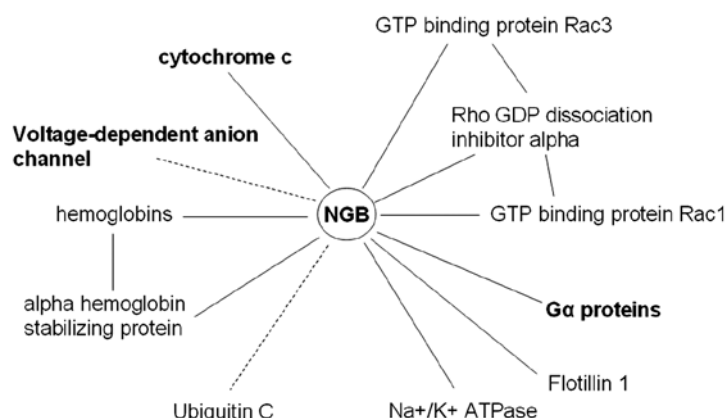 GTP binding protein Rac3
cytochrome c
Rho GDP dissociation
inhibitor alpha
Voltage-dependent anion
channel
NGB
hemoglobins
GTP binding protein Rac1
alpha hemoglobin
stabilizing protein
Gα proteins
Flotillin 1
Ubiquitin C
Na+/K+ ATPase